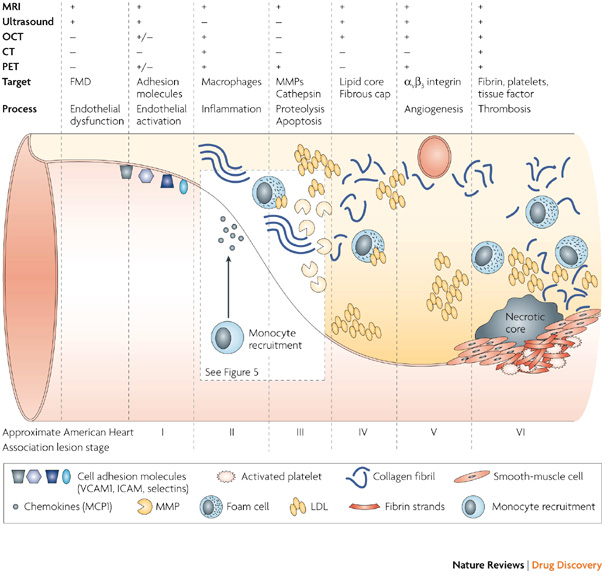 MRI + + + + + + +
Ultrasound + + – – + + +
OCT – +/– + – + – +
CT – – + – – – +
PET – +/– + + – + +
Target FMD Adhesion molecules Macrophages MMPs Cathepsin Lipid core Fibrous cap αvβ3 integrin Fibrin, platelets, tissue factor
Process Endothelial dysfunction Endothelial activation Inflammation Proteolysis Apoptosis Angiogenesis Thrombosis
Monocyte
recruitment
See Figure 5
Necrotic
core
Approximate American Heart
Association lesion stage
I II III IV V VI
Cell adhesion molecules
(VCAM1, ICAM, selectins)
Activated platelet
Collagen fibril
Smooth-muscle cell
Chemokines (MCP1)
MMP
Foam cell
LDL
Fibrin strands
Monocyte recruitment
Nature Reviews | Drug Discovery